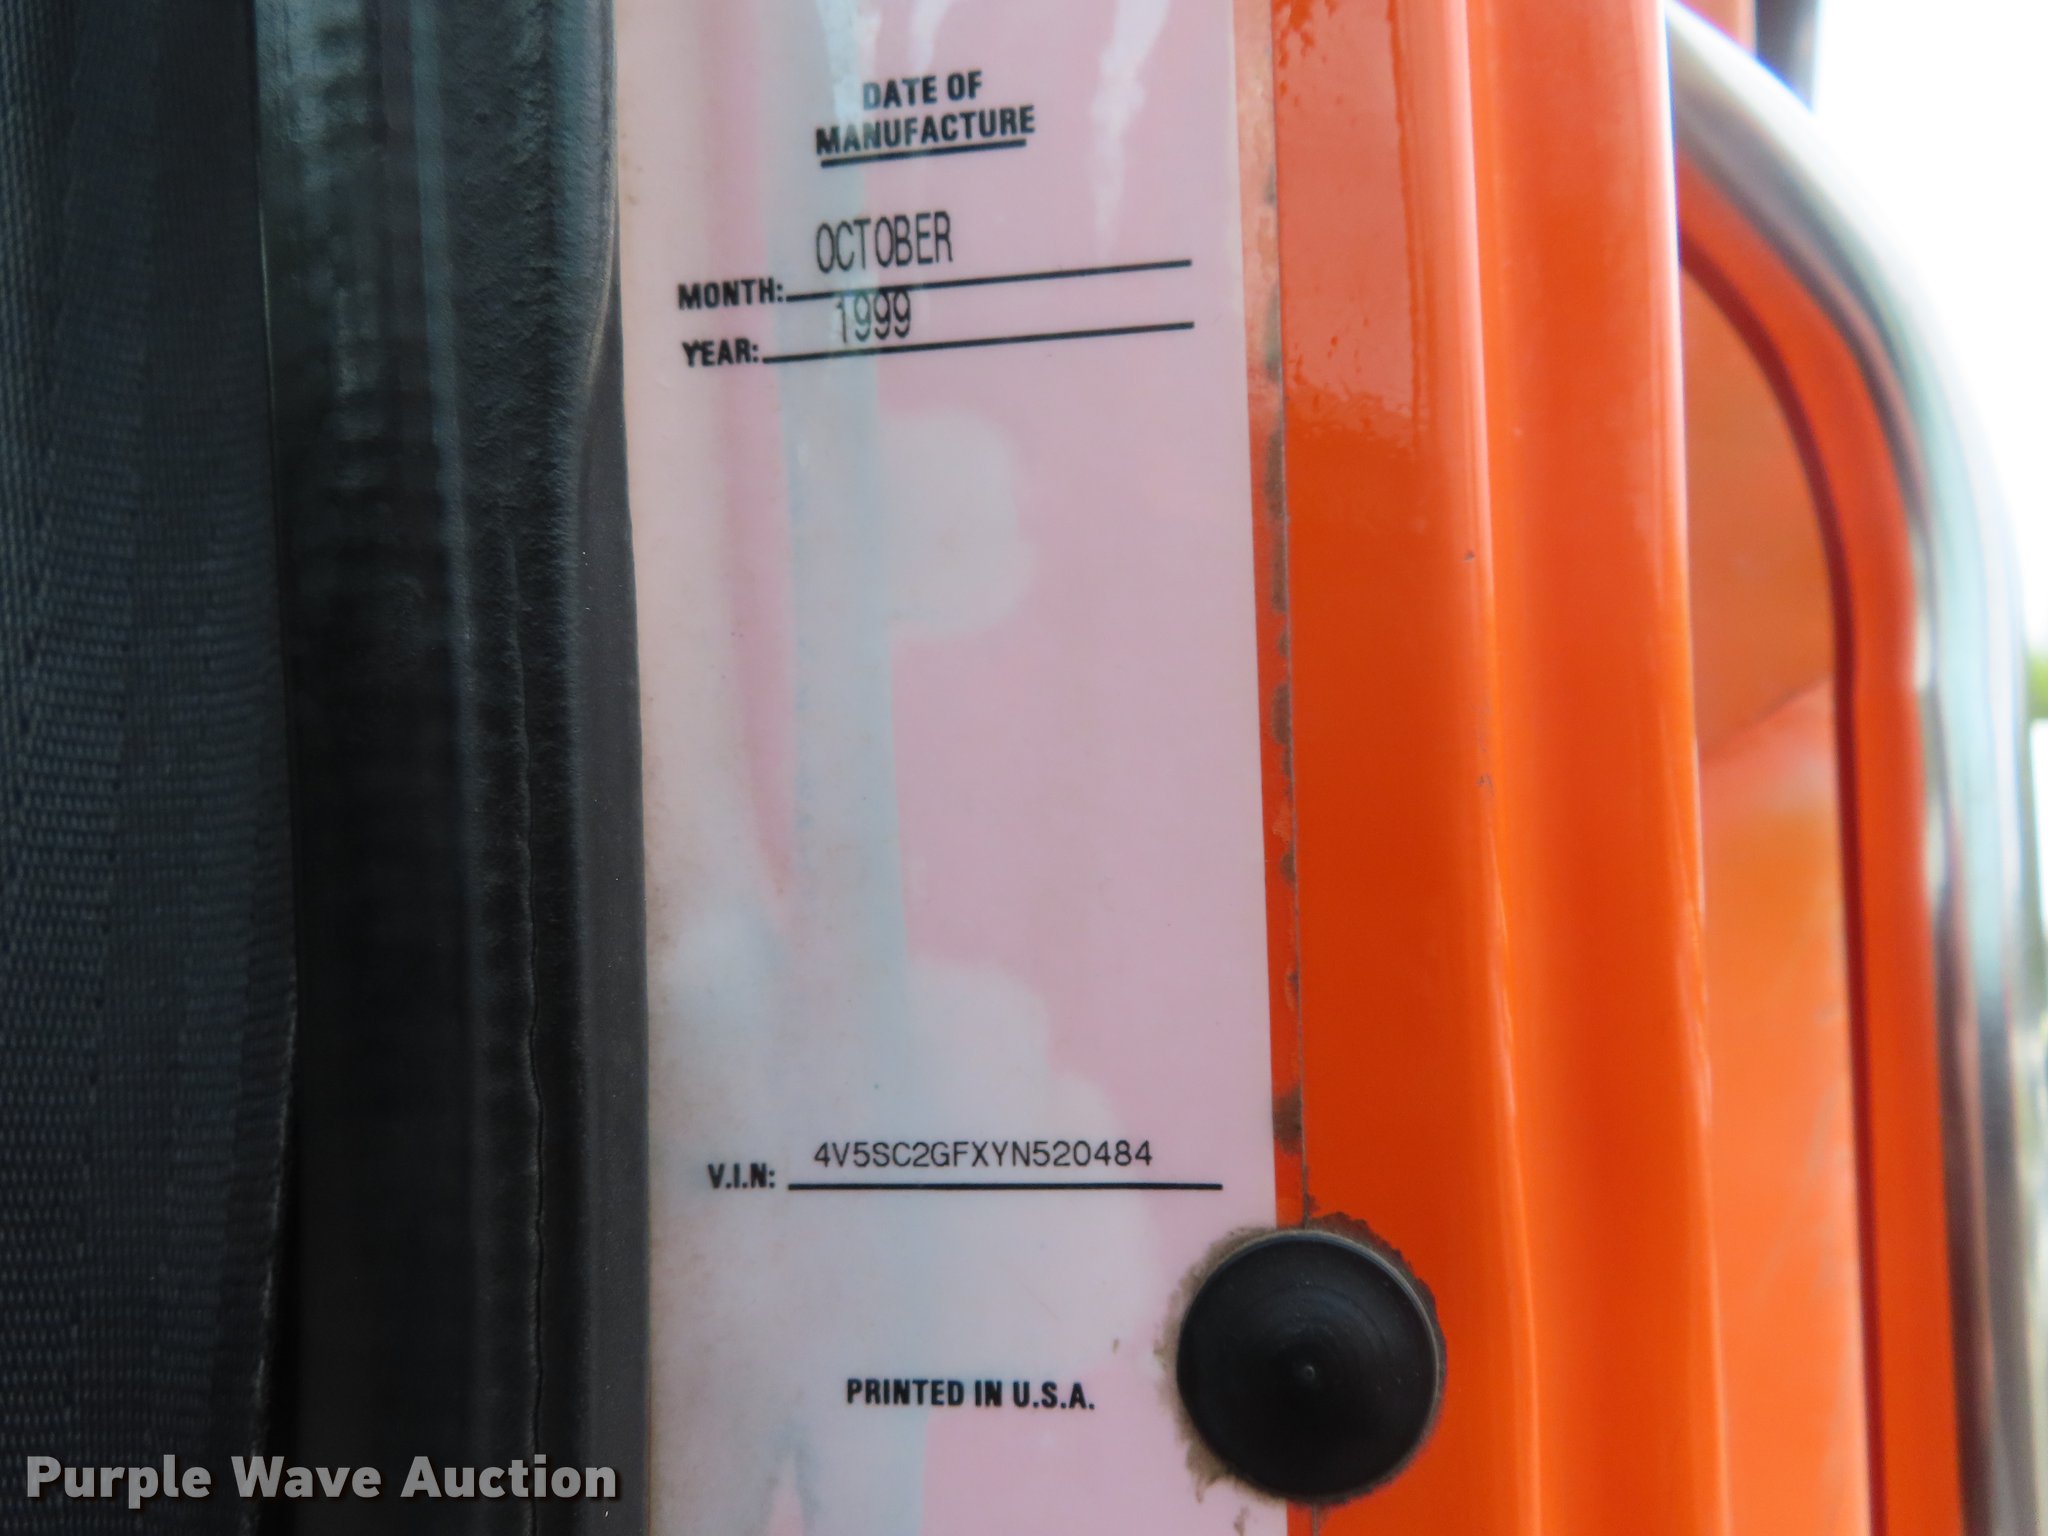 DATE OF
MANUFACTURE
MONTH: OCTOBER
YEAR: 1999
V.I.N: 4V5SC2GFXYN520484
PRINTED IN U.S.A.
Purple Wave Auction